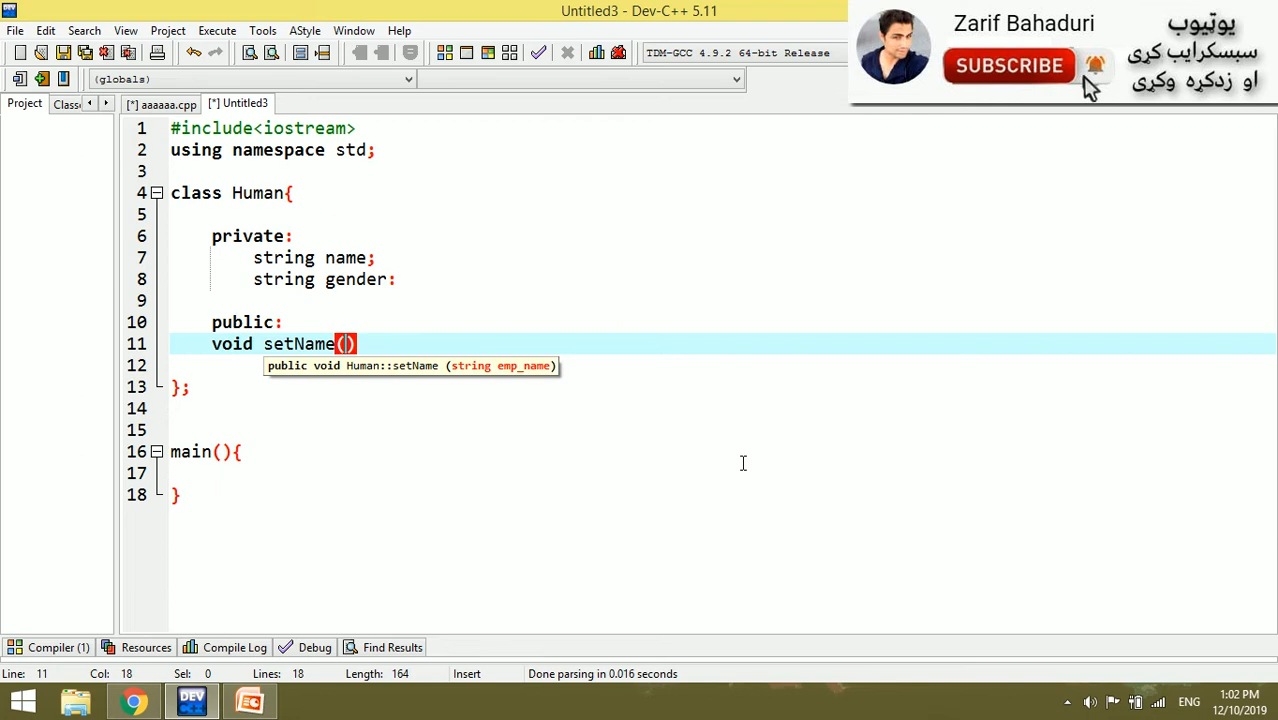 Untitled3 - Dev-C++ 5.11
File Edit Search View Project Execute Tools AStyle Window Help
TDM-GCC 4.9.2 64-bit Release
(globals)
Project Classe [*] aaaaaa.cpp [*] Untitled3
Zarif Bahaduri
SUBSCRIBE
یوټیوب
سبسکرایب کړی
او زدکړه وکړی
1 #include<iostream>
2 using namespace std;
3
4 class Human{
5
6 private:
7 string name;
8 string gender:
9
10 public:
11 void setName()
public void Human::setName (string emp_name)
12
13 };
14
15
16 main(){
17
18 }
Compiler (1) Resources Compile Log Debug Find Results
Line: 11 Col: 18 Sel: 0 Lines: 18 Length: 164 Insert Done parsing in 0.016 seconds
DEV C++ ENG 1:02 PM
12/10/2019